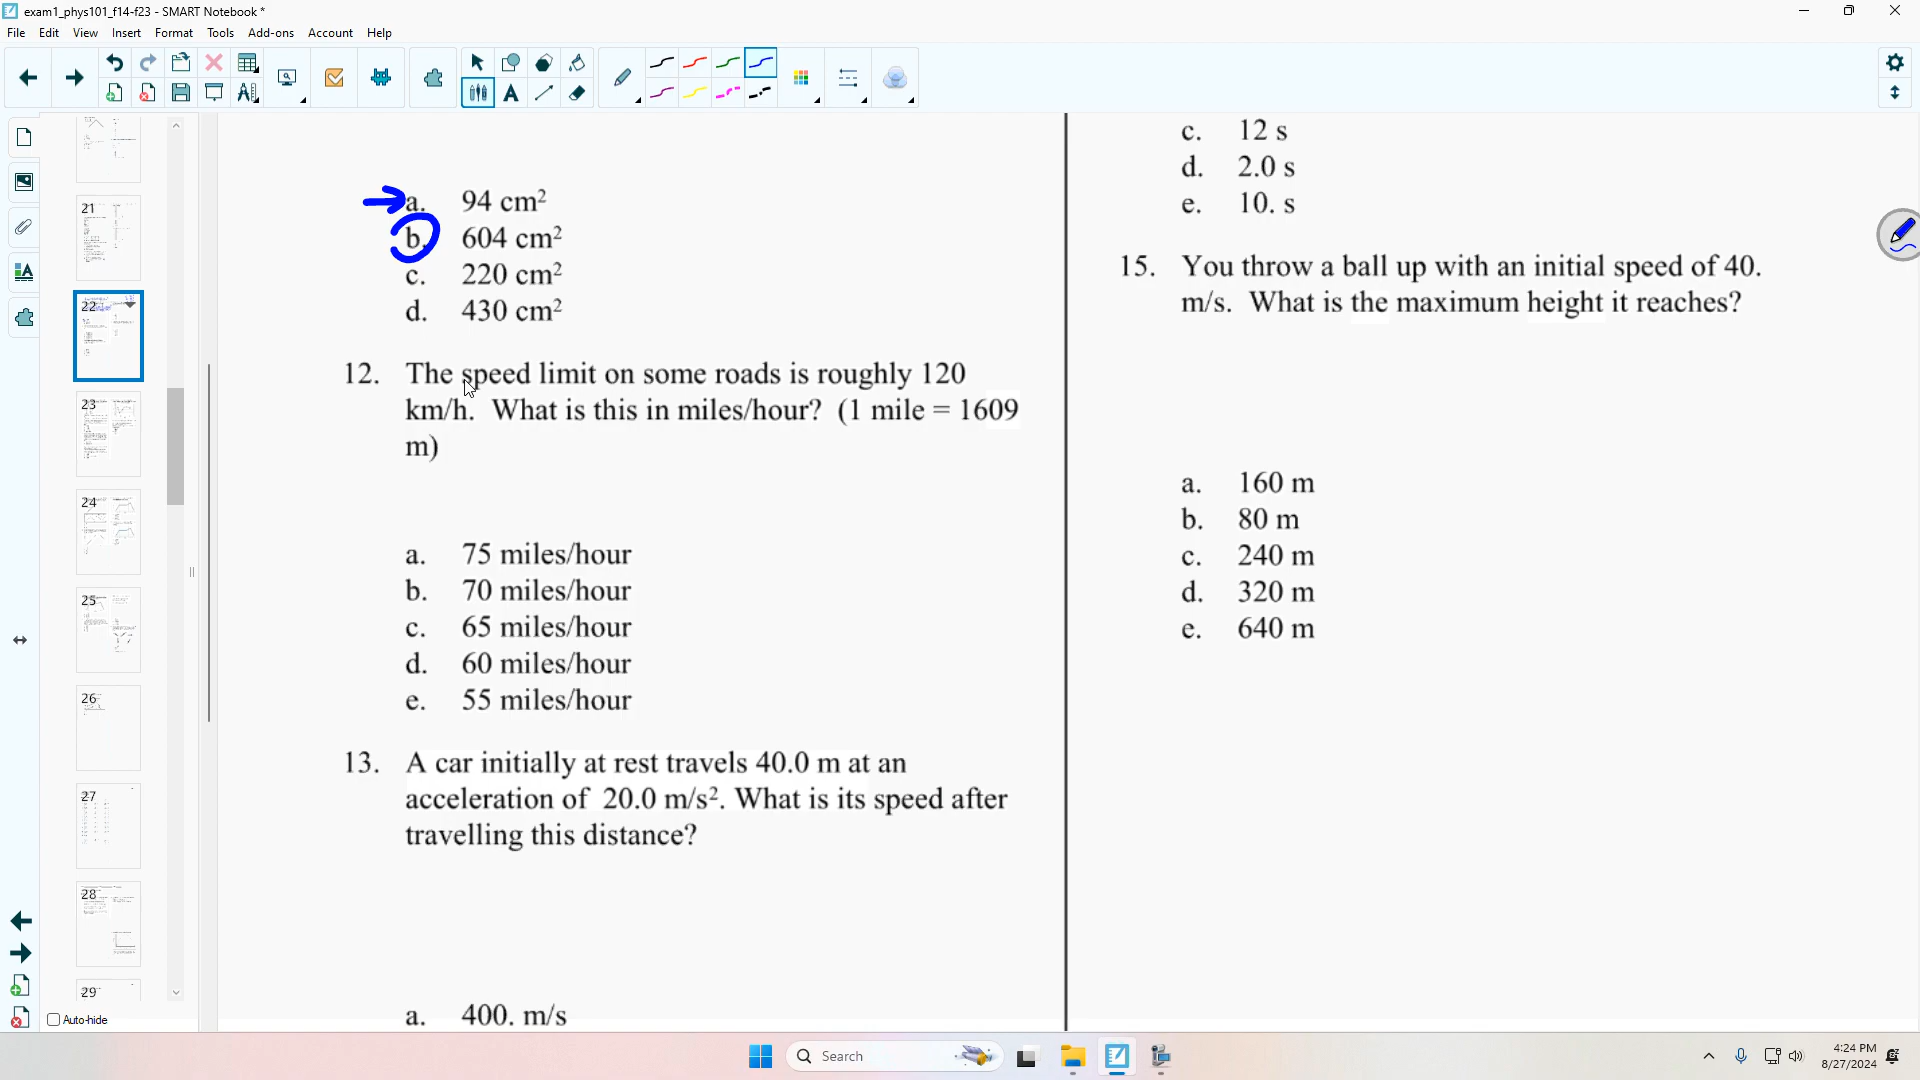 exam1_phys101_f14-f23 - SMART Notebook *
File Edit View Insert Format Tools Add-ons Account Help
21
22
23
24
25
26
27
28
29
Auto-hide
a. 94 cm²
b. 604 cm²
c. 220 cm²
d. 430 cm²
12. The speed limit on some roads is roughly 120
km/h. What is this in miles/hour? (1 mile = 1609
m)
a. 75 miles/hour
b. 70 miles/hour
c. 65 miles/hour
d. 60 miles/hour
e. 55 miles/hour
13. A car initially at rest travels 40.0 m at an
acceleration of 20.0 m/s². What is its speed after
travelling this distance?
a. 400. m/s
c. 12 s
d. 2.0 s
e. 10. s
15. You throw a ball up with an initial speed of 40.
m/s. What is the maximum height it reaches?
a. 160 m
b. 80 m
c. 240 m
d. 320 m
e. 640 m
Search
4:24 PM
8/27/2024